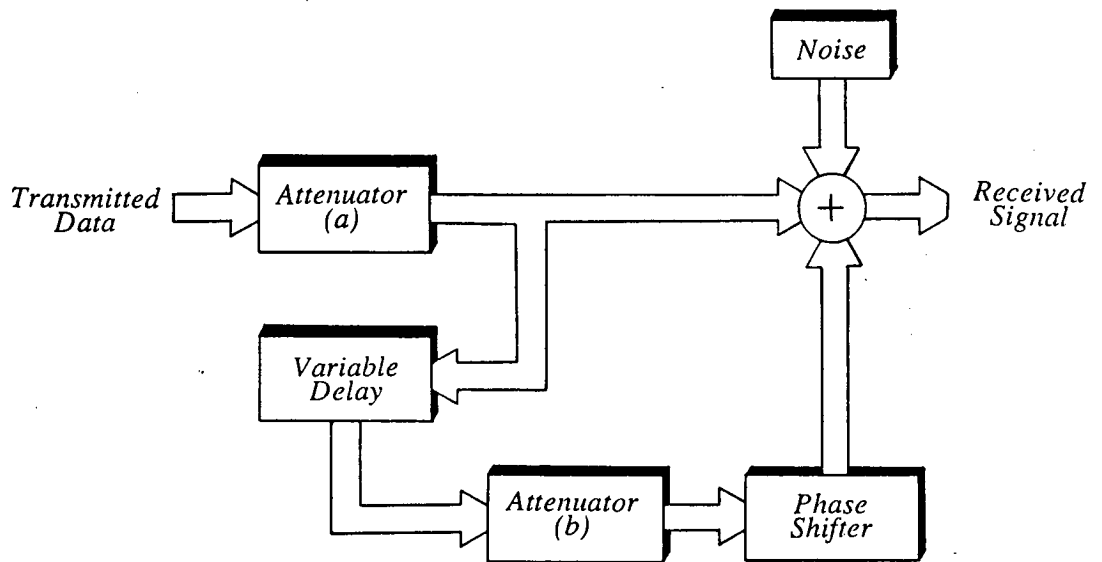 Noise
Transmitted
Data
Attenuator
(a)
+
Received
Signal
Variable
Delay
Attenuator
(b)
Phase
Shifter